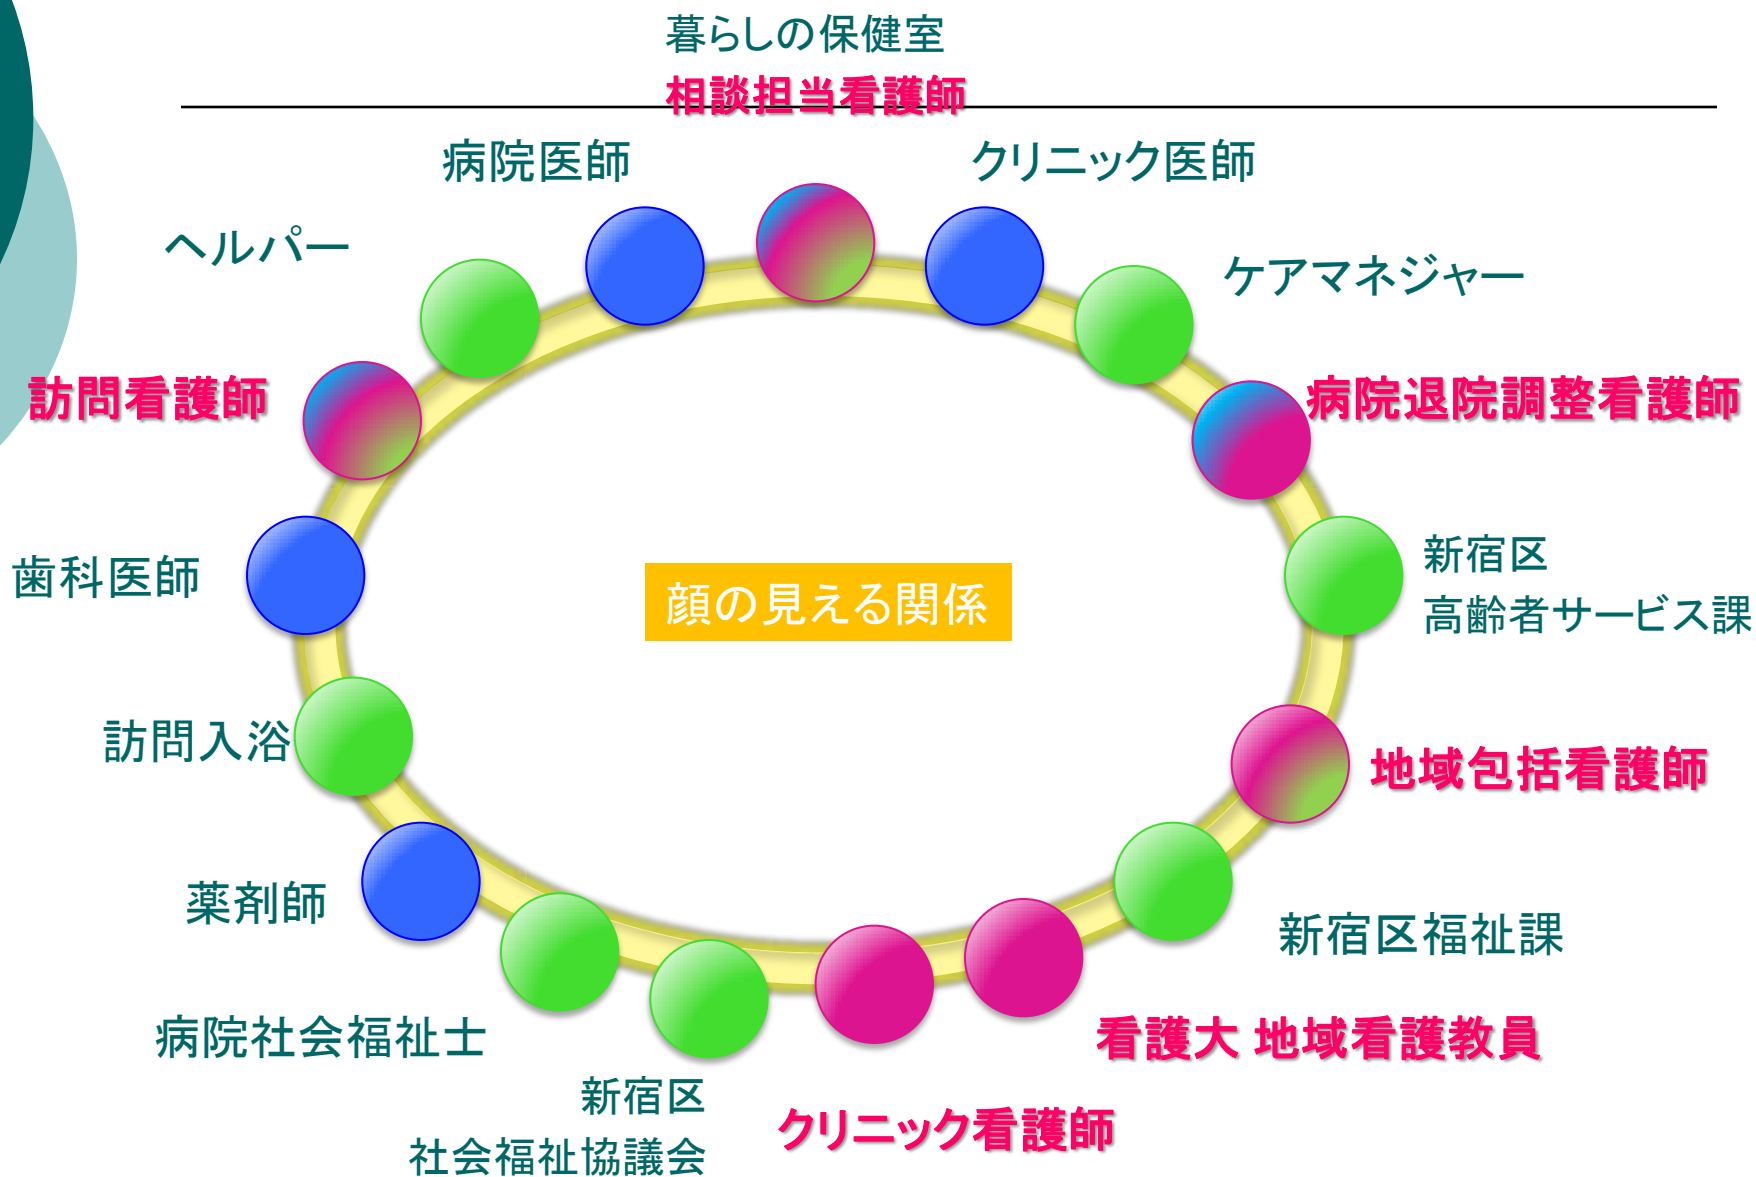 暮らしの保健室
相談担当看護師
病院医師
クリニック医師
ヘルパー
ケアマネジャー
訪問看護師
病院退院調整看護師
歯科医師
新宿区
高齢者サービス課
顔の見える関係
訪問入浴
地域包括看護師
薬剤師
新宿区福祉課
病院社会福祉士
看護大 地域看護教員
新宿区
社会福祉協議会
クリニック看護師